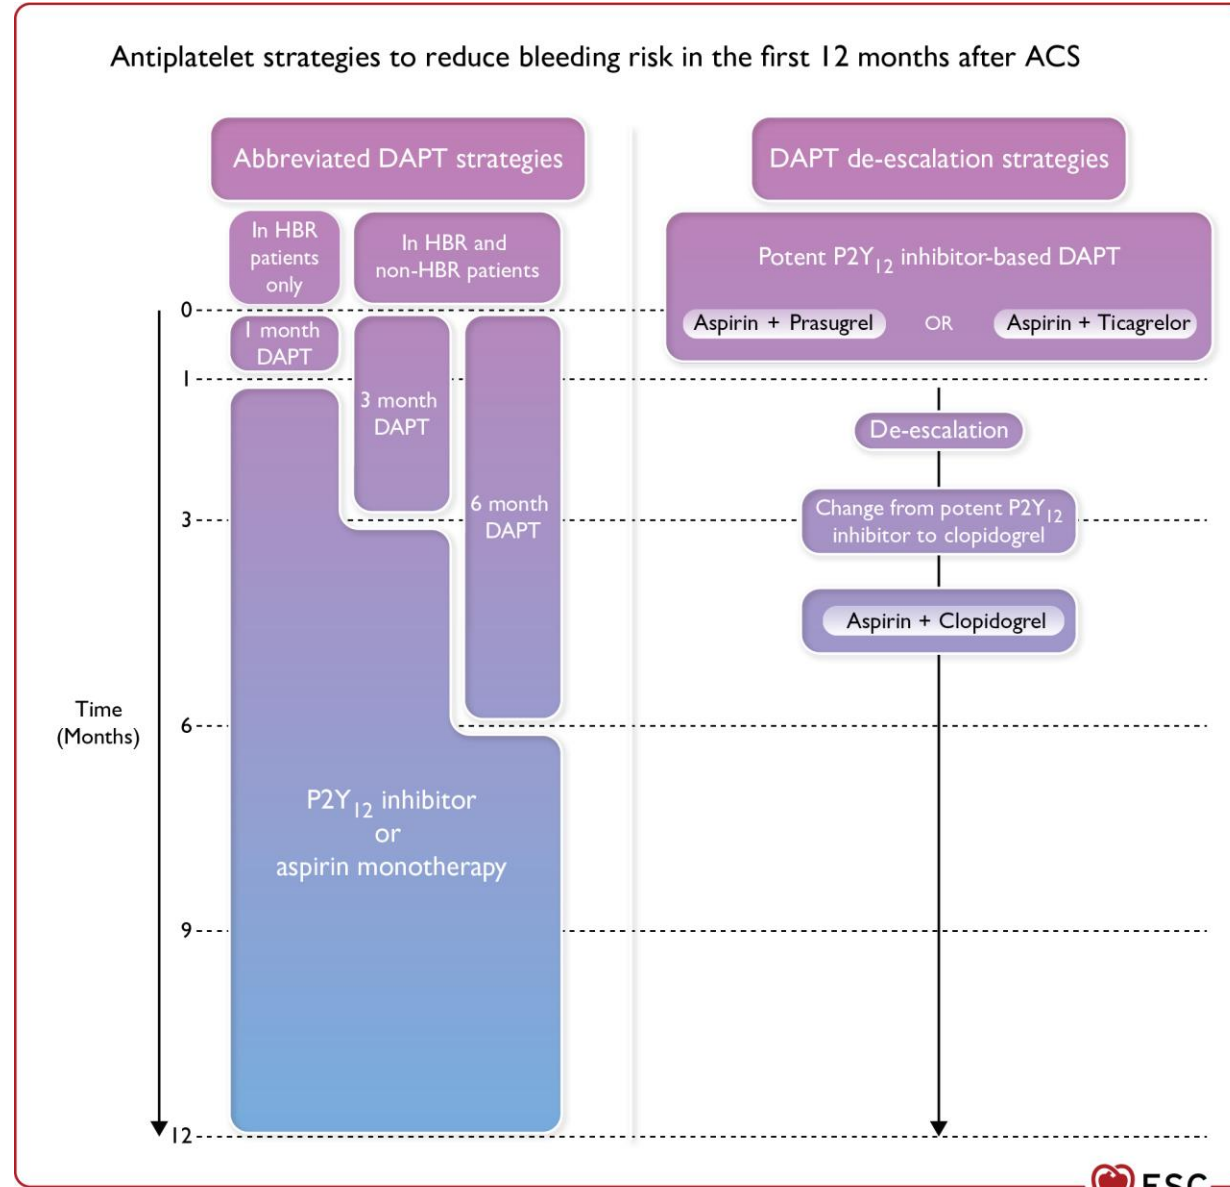 Antiplatelet strategies to reduce bleeding risk in the first 12 months after ACS
Abbreviated DAPT strategies
In HBR
patients
only
In HBR and
non-HBR patients
1 month
DAPT
3 month
DAPT
6 month
DAPT
P2Y12 inhibitor
or
aspirin monotherapy
Time
(Months)
0
1
3
6
9
12
DAPT de-escalation strategies
Potent P2Y12 inhibitor-based DAPT
Aspirin + Prasugrel OR Aspirin + Ticagrelor
De-escalation
Change from potent P2Y12
inhibitor to clopidogrel
Aspirin + Clopidogrel
ESC